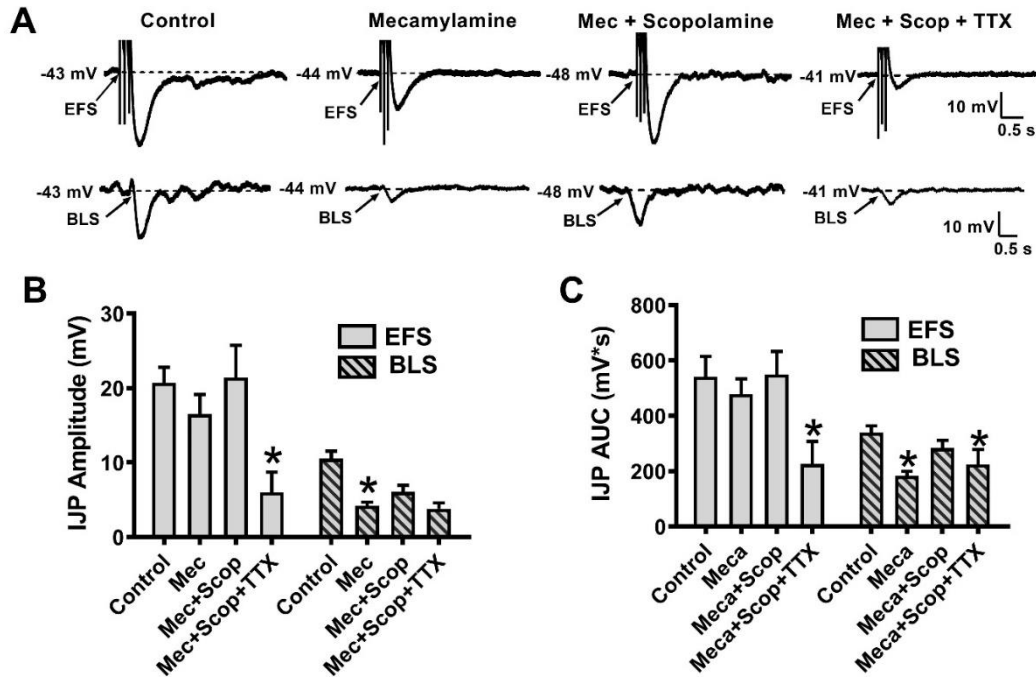 A
Control
Mecamylamine
Mec + Scopolamine
Mec + Scop + TTX
-43 mV
EFS
-44 mV
EFS
-48 mV
EFS
-41 mV
EFS
10 mV
0.5 s
-43 mV
BLS
-44 mV
BLS
-48 mV
BLS
-41 mV
BLS
10 mV
0.5 s
B
IJP Amplitude (mV)
30
20
10
0
EFS
BLS
*
*
Control
Mec
Mec+Scop
Mec+Scop+TTX
Control
Mec
Mec+Scop
Mec+Scop+TTX
C
IJP AUC (mV*s)
800
600
400
200
0
EFS
BLS
*
*
*
Control
Meca
Meca+Scop
Meca+Scop+TTX
Control
Meca
Meca+Scop
Meca+Scop+TTX